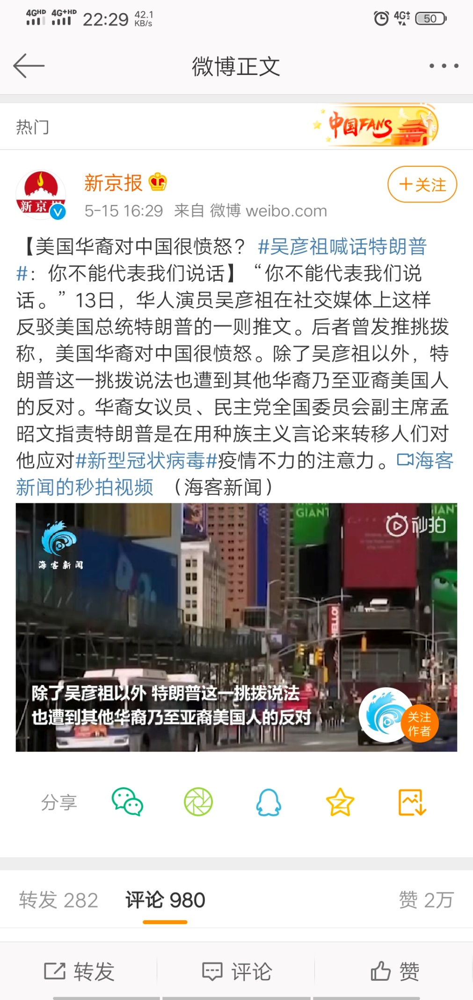 4GHD 4G+HD 22:29 42.1 KB/s 4G 50
微博正文
热门 中国FANS
新京报
新京报 +关注
5-15 16:29 来自 微博 weibo.com
【美国华裔对中国很愤怒？#吴彦祖喊话特朗普
#：你不能代表我们说话】“你不能代表我们说
话。”13日，华人演员吴彦祖在社交媒体上这样
反驳美国总统特朗普的一则推文。后者曾发推挑拨
称，美国华裔对中国很愤怒。除了吴彦祖以外，特
朗普这一挑拨说法也遭到其他华裔乃至亚裔美国人
的反对。华裔女议员、民主党全国委员会副主席孟
昭文指责特朗普是在用种族主义言论来转移人们对
他应对#新型冠状病毒#疫情不力的注意力。海客
新闻的秒拍视频 （海客新闻）
GIANT
秒拍
海客新闻
HELLO!
除了吴彦祖以外 特朗普这一挑拨说法
也遭到其他华裔乃至亚裔美国人的反对
关注
作者
分享
转发 282 评论 980 赞 2万
转发 评论 赞